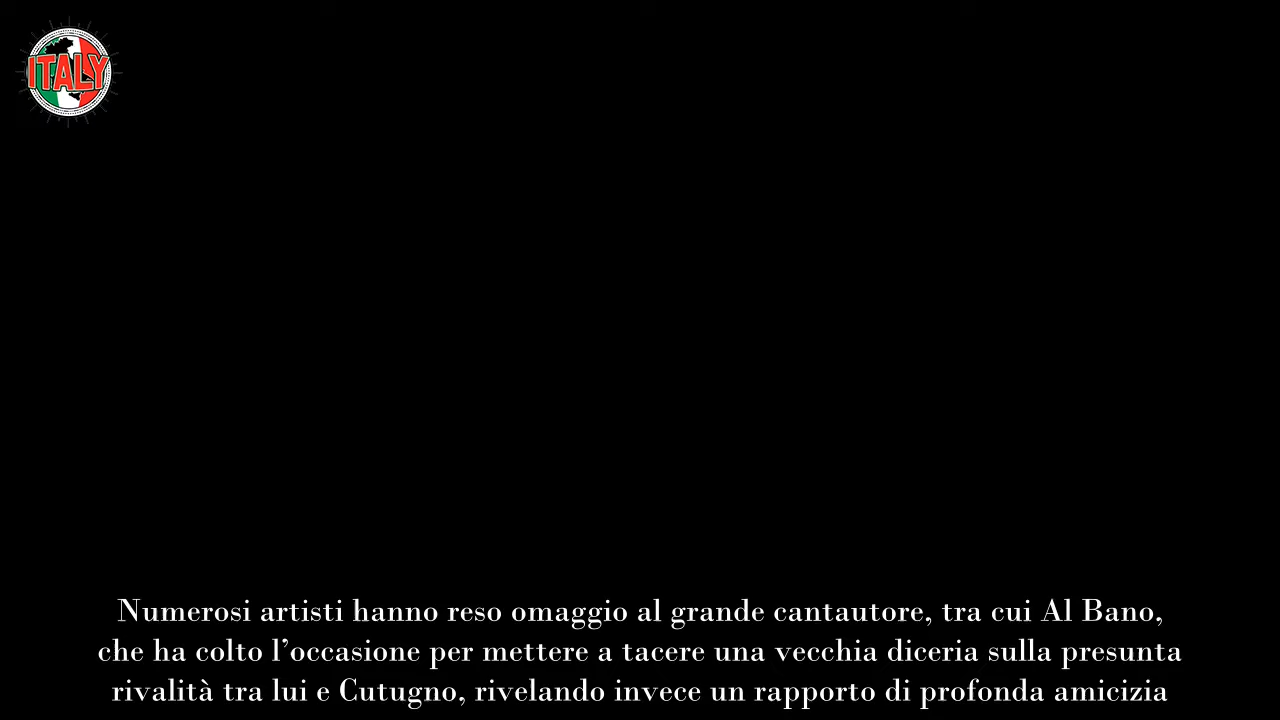 ITALY
Numerosi artisti hanno reso omaggio al grande cantautore, tra cui Al Bano,
che ha colto l’occasione per mettere a tacere una vecchia diceria sulla presunta
rivalità tra lui e Cutugno, rivelando invece un rapporto di profonda amicizia